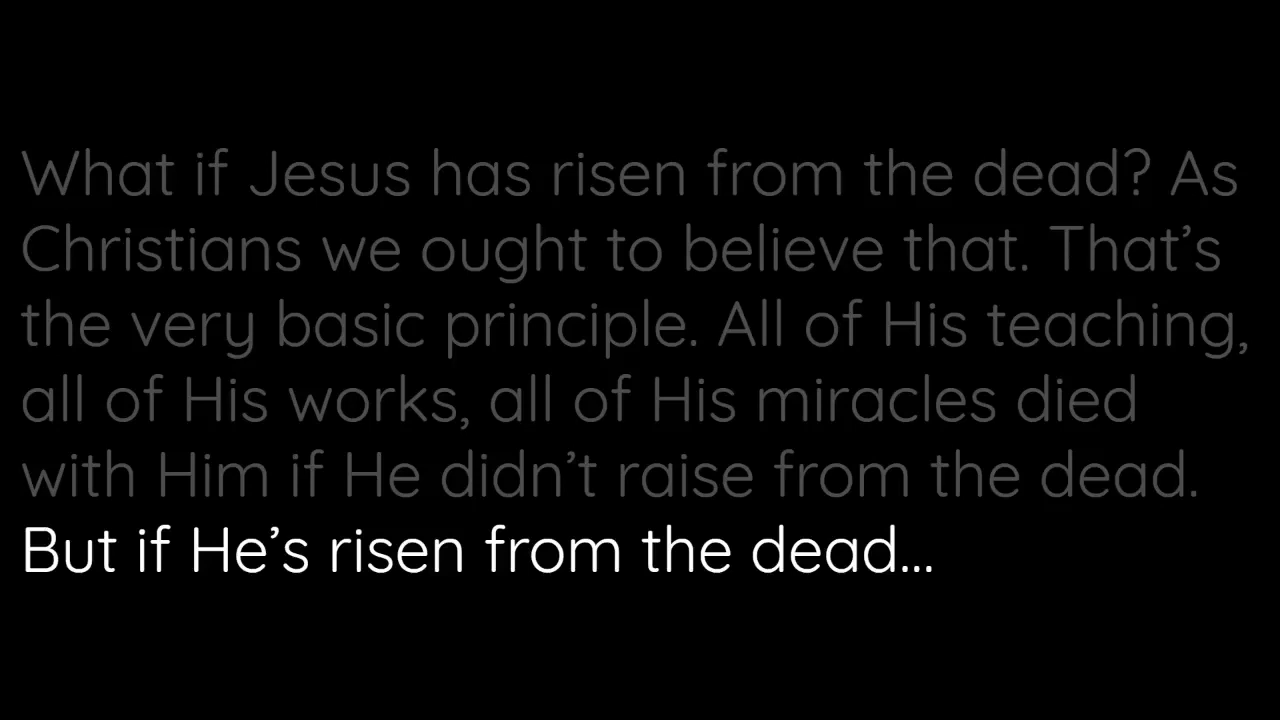 What if Jesus has risen from the dead? As
Christians we ought to believe that. That’s
the very basic principle. All of His teaching,
all of His works, all of His miracles died
with Him if He didn’t raise from the dead.
But if He’s risen from the dead...